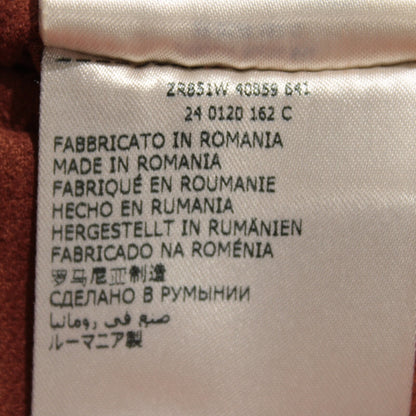 ZR851W 40859 641
24 0120 162 C
FABBRICATO IN ROMANIA
MADE IN ROMANIA
FABRIQUÉ EN ROUMANIE
HECHO EN RUMANIA
HERGESTELLT IN RUMÄNIEN
FABRICADO NA ROMÉNIA
罗马尼亚制造
СДЕЛАНО В РУМЫНИИ
صنع في رومانيا
ルーマニア製